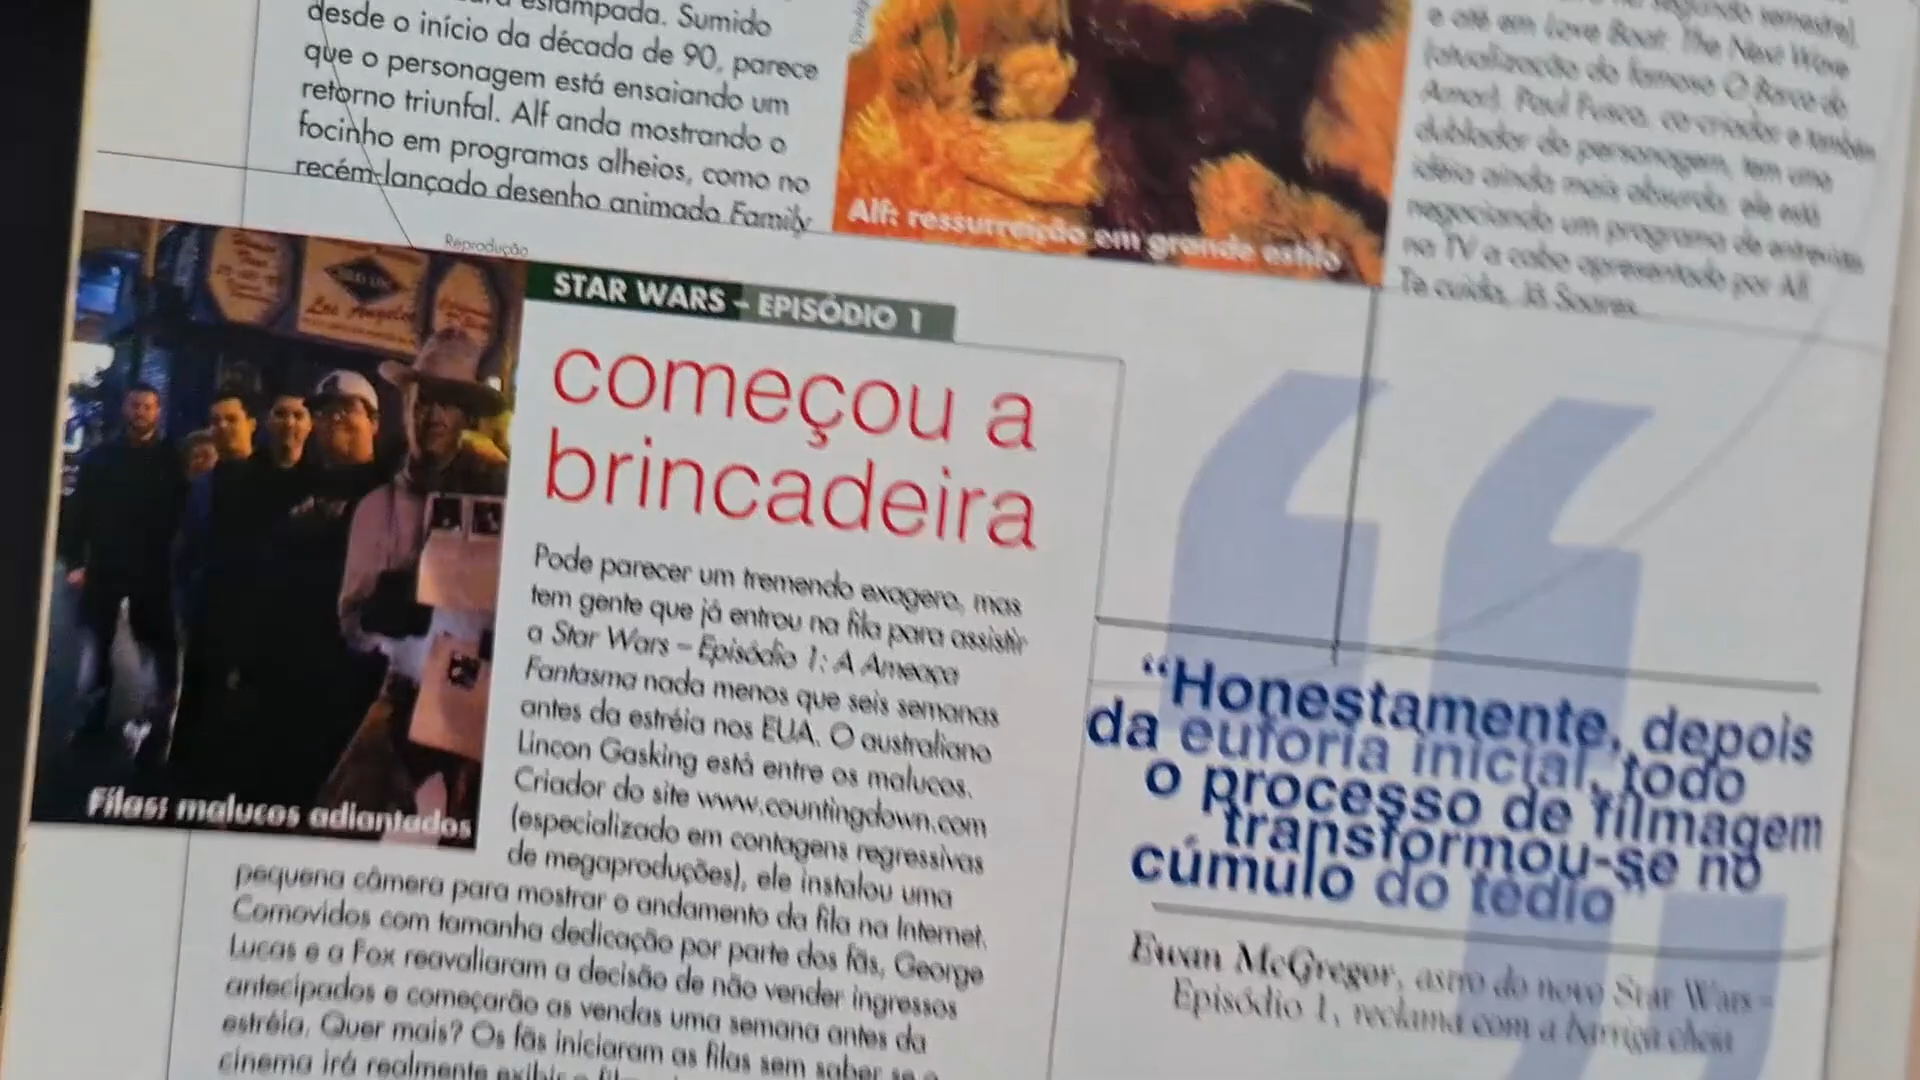 estampada. Sumido
desde o início da década de 90, parece
que o personagem está ensaiando um
retorno triunfal. Alf anda mostrando o
focinho em programas alheios, como no
recém-lançado desenho animado Family
Alf: ressurreição em grande estilo
segundo semestre),
e até em Love Boat: The Next Wave
(atualização do famoso O Barco do
Amor). Paul Fusco, co-criador e também
dublador do personagem, tem uma
idéia ainda mais absurda: ele está
negociando um programa de entrevistas
na TV a cabo apresentado por Alf.
Te cuida, Jô Soares.
Reprodução
Los Angeles
Filas: malucos adiantados
STAR WARS – EPISÓDIO 1
começou a
brincadeira
Pode parecer um tremendo exagero, mas
tem gente que já entrou na fila para assistir
a Star Wars – Episódio 1: A Ameaça
Fantasma nada menos que seis semanas
antes da estréia nos EUA. O australiano
Lincon Gasking está entre os malucos.
Criador do site www.countingdown.com
(especializado em contagens regressivas
de megaproduções), ele instalou uma
pequena câmera para mostrar o andamento da fila na Internet.
Comovidos com tamanha dedicação por parte dos fãs, George
Lucas e a Fox reavaliaram a decisão de não vender ingressos
antecipados e começarão as vendas uma semana antes da
estréia. Quer mais? Os fãs iniciaram as filas sem saber se o
cinema irá realmente exibir o
“Honestamente, depois
da euforia inicial, todo
o processo de filmagem
transformou-se no
cúmulo do tédio”
Ewan McGregor, astro do novo Star Wars –
Episódio 1, reclama com a barriga cheia